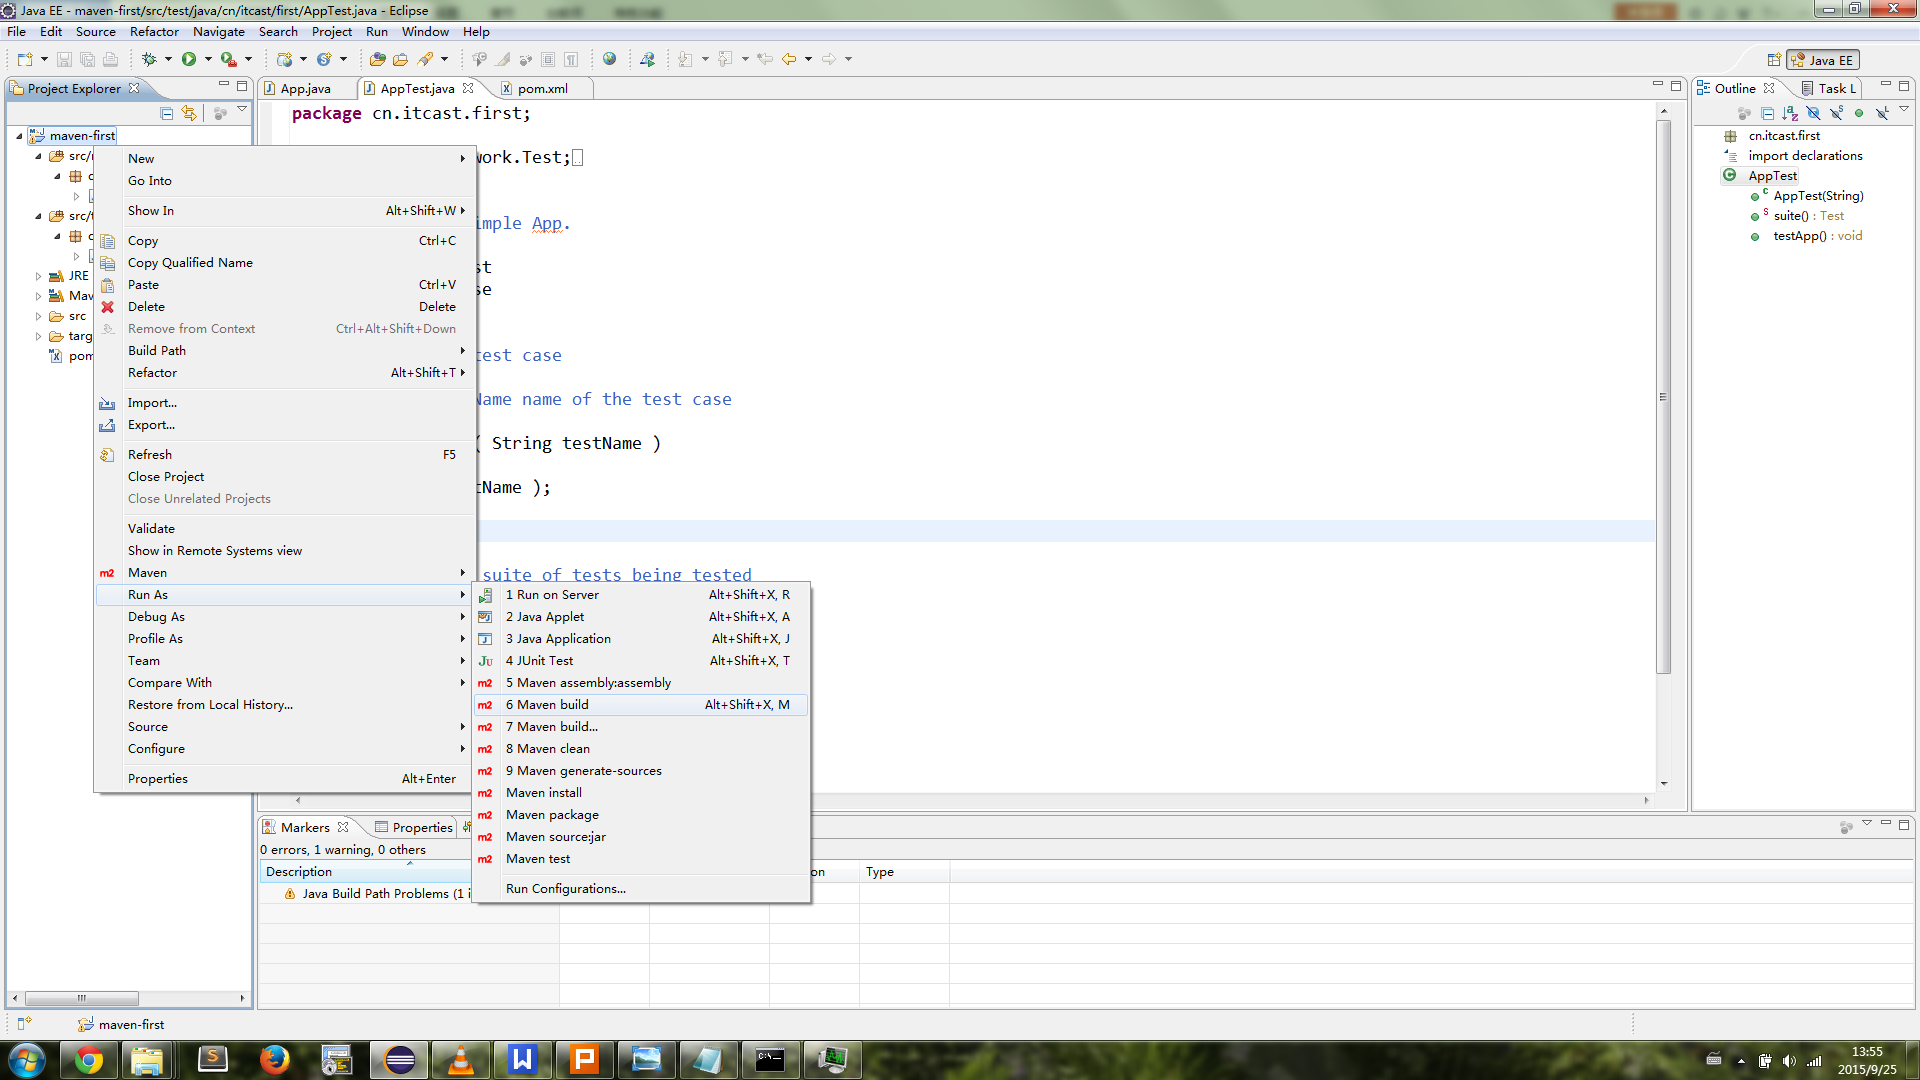 Java EE - maven-first/src/test/java/cn/itcast/first/AppTest.java - Eclipse
File Edit Source Refactor Navigate Search Project Run Window Help
Java EE
Project Explorer
App.java
AppTest.java
pom.xml
Outline
Task L
maven-first
src/
src/
JRE
Mav
src
targ
pom
New
Go Into
Show In Alt+Shift+W
Copy Ctrl+C
Copy Qualified Name
Paste Ctrl+V
Delete Delete
Remove from Context Ctrl+Alt+Shift+Down
Build Path
Refactor Alt+Shift+T
Import...
Export...
Refresh F5
Close Project
Close Unrelated Projects
Validate
Show in Remote Systems view
Maven
Run As
Debug As
Profile As
Team
Compare With
Restore from Local History...
Source
Configure
Properties Alt+Enter
package cn.itcast.first;
work.Test;
imple App.
st
se
test case
Name name of the test case
( String testName )
tName );
suite of tests being tested
1 Run on Server Alt+Shift+X, R
2 Java Applet Alt+Shift+X, A
3 Java Application Alt+Shift+X, J
4 JUnit Test Alt+Shift+X, T
5 Maven assembly:assembly
6 Maven build Alt+Shift+X, M
7 Maven build...
8 Maven clean
9 Maven generate-sources
Maven install
Maven package
Maven source:jar
Maven test
Run Configurations...
cn.itcast.first
import declarations
AppTest
AppTest(String)
suite() : Test
testApp() : void
Markers
Properties
0 errors, 1 warning, 0 others
Description
on
Type
Java Build Path Problems (1 i
maven-first
13:55
2015/9/25